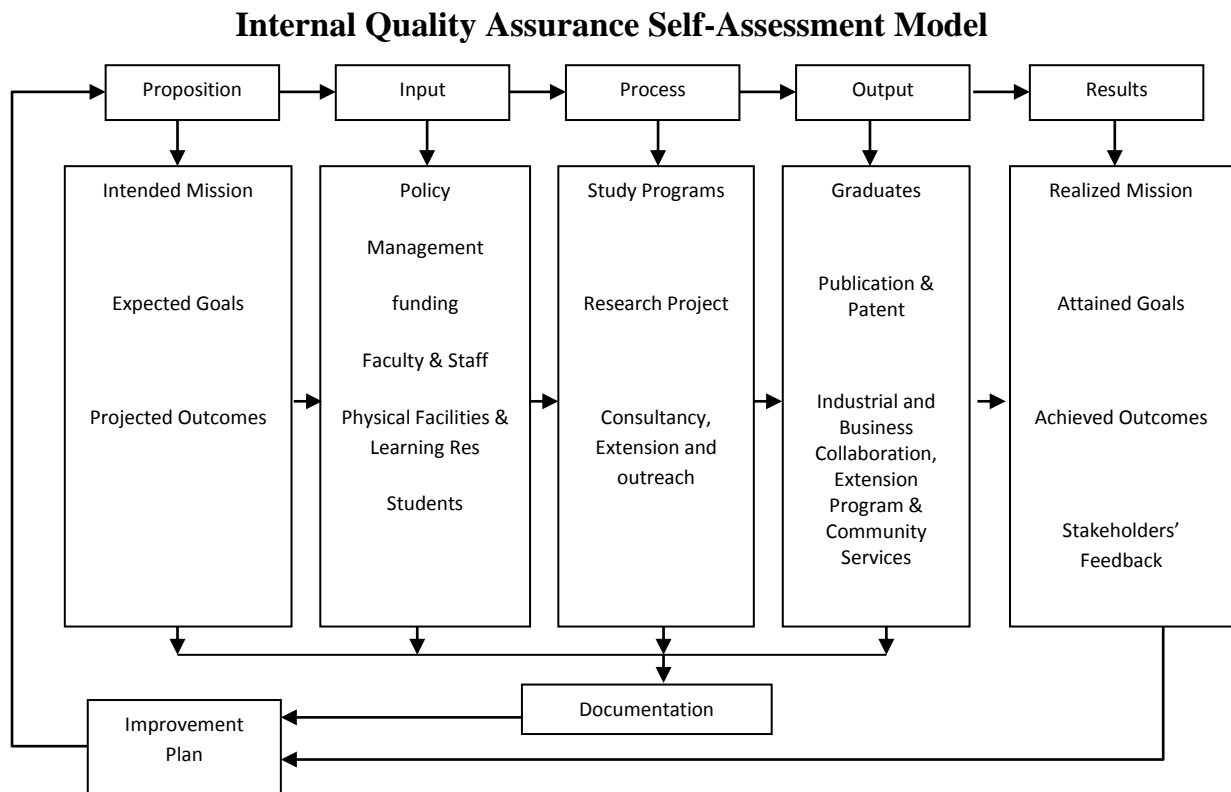 Internal Quality Assurance Self-Assessment Model
Proposition
Input
Process
Output
Results
Intended Mission
Expected Goals
Projected Outcomes
Policy
Management
funding
Faculty & Staff
Physical Facilities &
Learning Res
Students
Study Programs
Research Project
Consultancy,
Extension and
outreach
Graduates
Publication &
Patent
Industrial and
Business
Collaboration,
Extension
Program &
Community
Services
Realized Mission
Attained Goals
Achieved Outcomes
Stakeholders’
Feedback
Documentation
Improvement
Plan